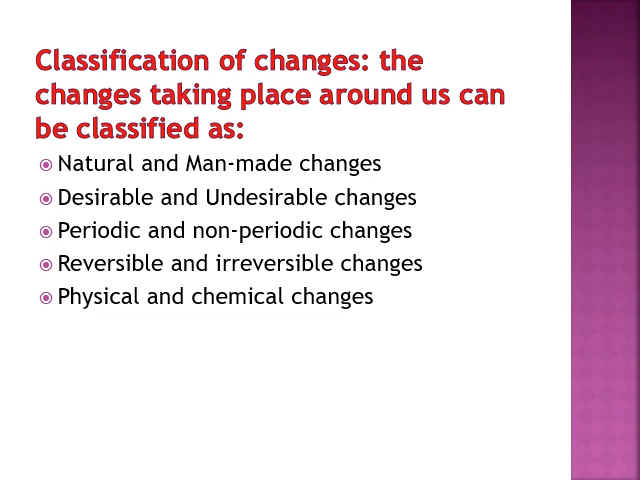 Classification of changes: the
changes taking place around us can
be classified as:
Natural and Man-made changes
Desirable and Undesirable changes
Periodic and non-periodic changes
Reversible and irreversible changes
Physical and chemical changes